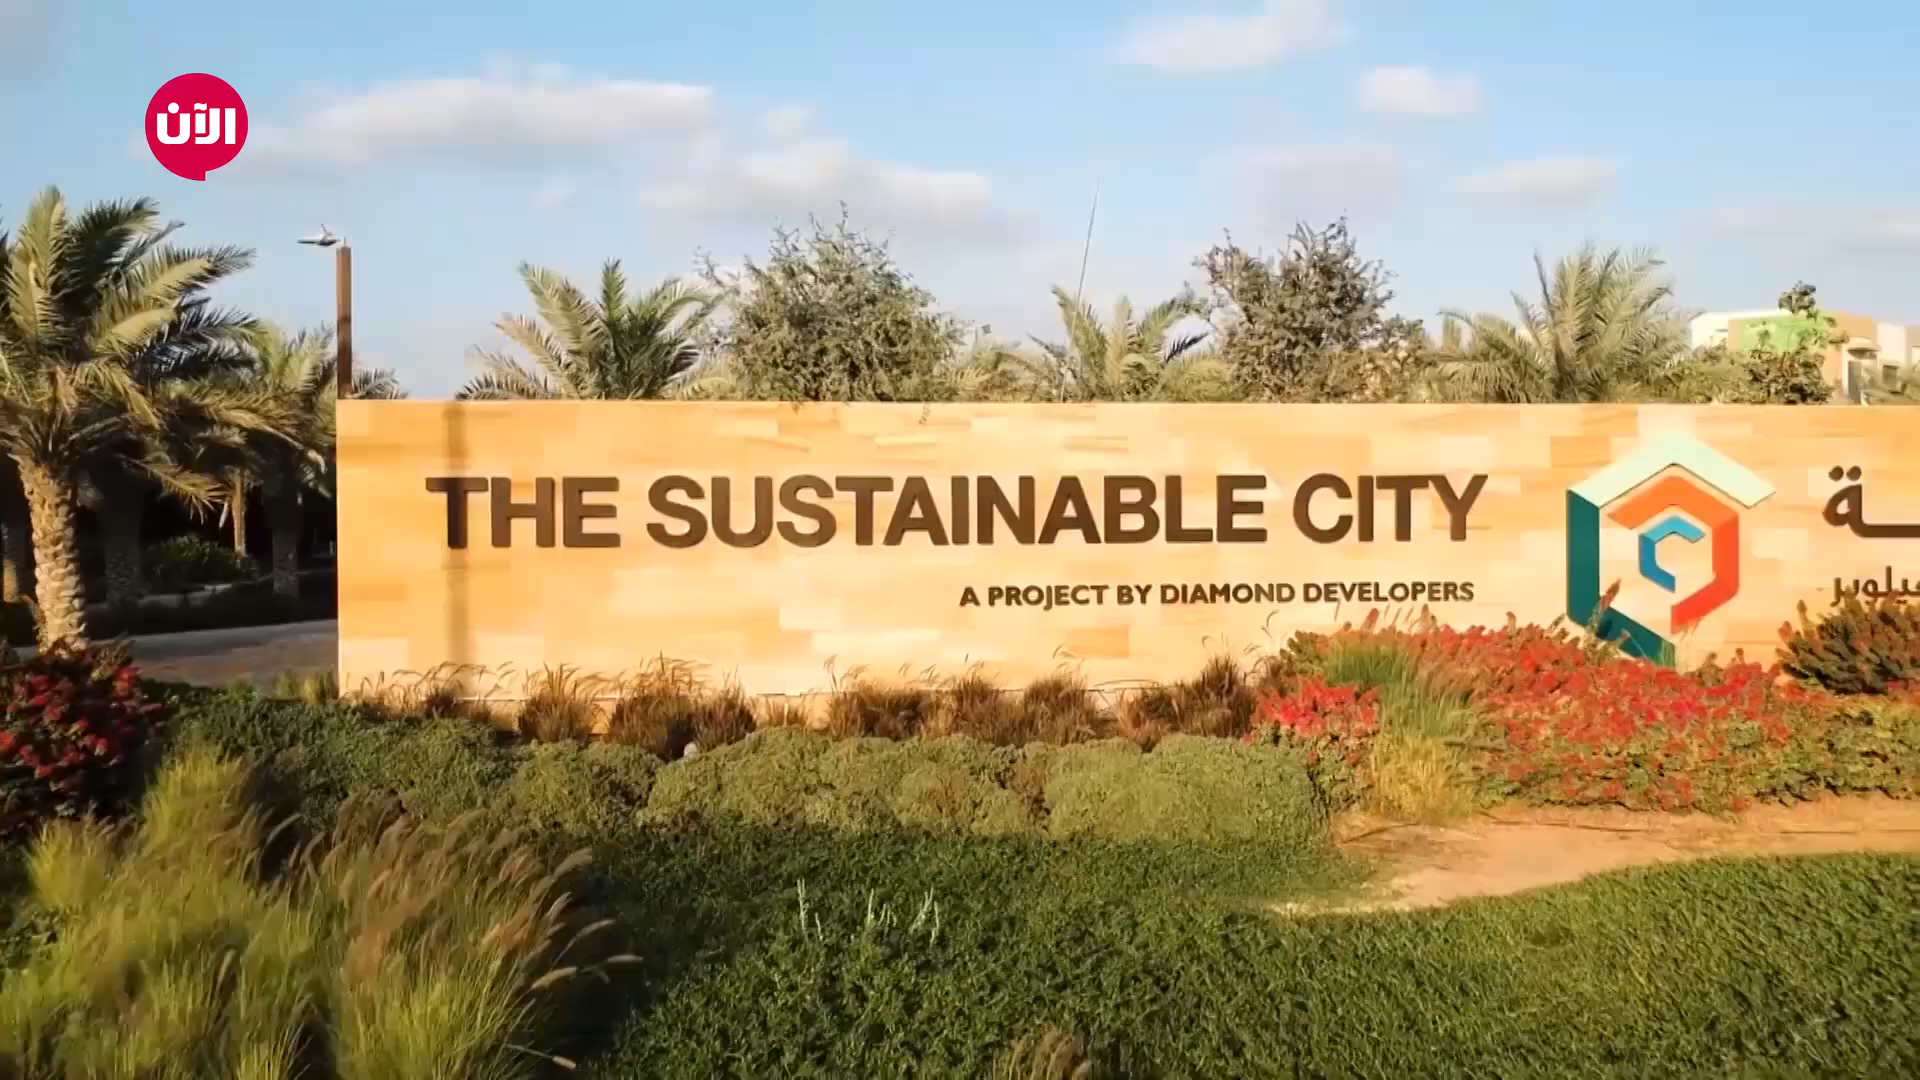 الآن
THE SUSTAINABLE CITY
A PROJECT BY DIAMOND DEVELOPERS